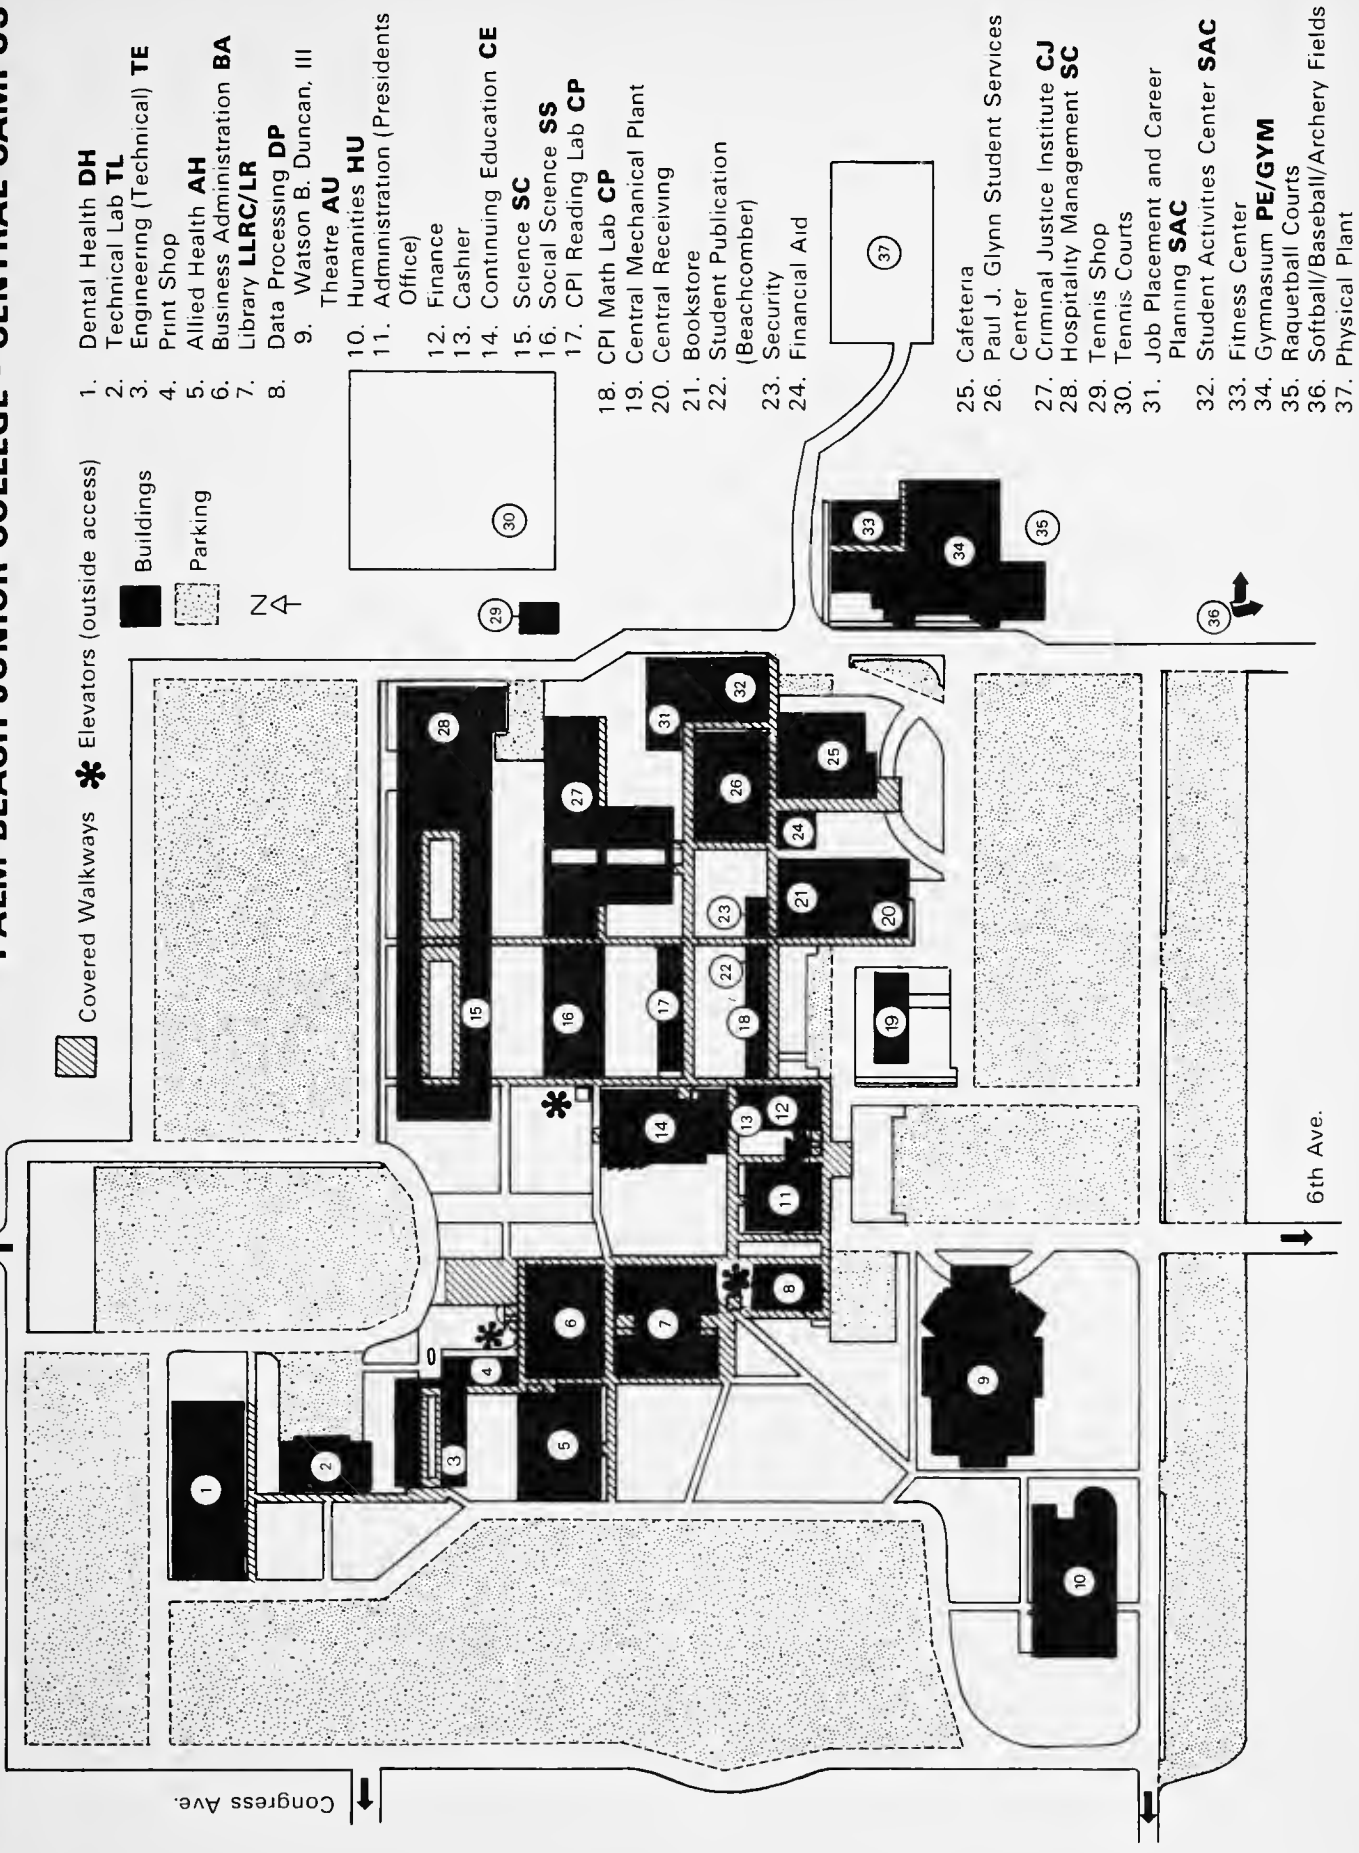 PALM BEACH JUNIOR COLLEGE - CENTRAL CAMPUS
Covered Walkways
Elevators (outside access)
Buildings
Parking
N
1. Dental Health DH
2. Technical Lab TL
3. Engineering (Technical) TE
4. Print Shop
5. Allied Health AH
6. Business Administration BA
7. Library LLRC/LR
8. Data Processing DP
9. Watson B. Duncan, III
Theatre AU
10. Humanities HU
11. Administration (Presidents
Office)
12. Finance
13. Casher
14. Continuing Education CE
15. Science SC
16. Social Science SS
17. CPI Reading Lab CP
18. CPI Math Lab CP
19. Central Mechanical Plant
20. Central Receiving
21. Bookstore
22. Student Publication
(Beachcomber)
23. Security
24. Financial Aid
25. Cafeteria
26. Paul J. Glynn Student Services
Center
27. Criminal Justice Institute CJ
28. Hospitality Management SC
29. Tennis Shop
30. Tennis Courts
31. Job Placement and Career
Planing SAC
32. Student Activities Center SAC
33. Fitness Center
34. Gymnasium PE/GYM
35. Raquetball Courts
36. Softball/Baseball/Archery Fields
37. Physical Plant
Congress Ave.
6th Ave.
1
2
3
4
5
6
7
8
9
10
11
12
13
14
15
16
17
18
19
20
21
22
23
24
25
26
27
28
29
30
31
32
33
34
35
36
37